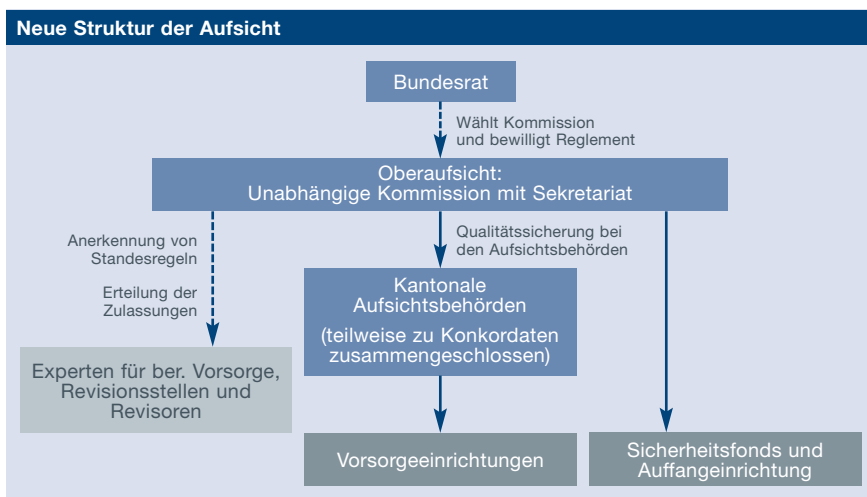 Neue Struktur der Aufsicht
Bundesrat
Wählt Kommission
und bewilligt Reglement
Oberaufsicht:
Unabhängige Kommission mit Sekretariat
Anerkennung von
Standesregeln
Erteilung der
Zulassungen
Qualitätssicherung bei
den Aufsichtsbehörden
Kantonale
Aufsichtsbehörden
(teilweise zu Konkordaten
zusammengeschlossen)
Experten für ber. Vorsorge,
Revisionsstellen und
Revisoren
Vorsorgeeinrichtungen
Sicherheitsfonds und
Auffangeinrichtung